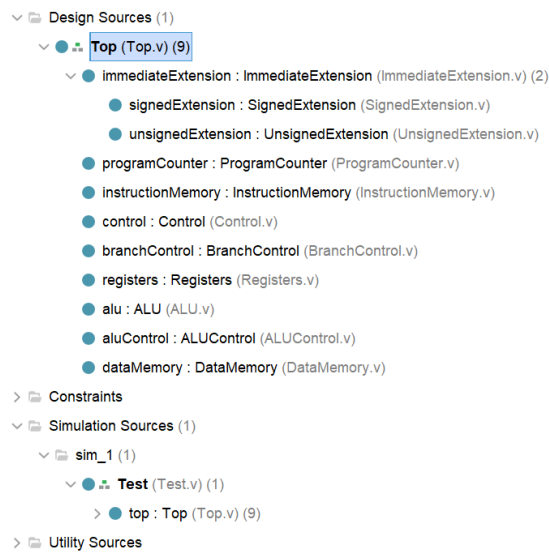 Design Sources (1)
Top (Top.v) (9)
immediateExtension : ImmediateExtension (ImmediateExtension.v) (2)
signedExtension : SignedExtension (SignedExtension.v)
unsignedExtension : UnsignedExtension (UnsignedExtension.v)
programCounter : ProgramCounter (ProgramCounter.v)
instructionMemory : InstructionMemory (InstructionMemory.v)
control : Control (Control.v)
branchControl : BranchControl (BranchControl.v)
registers : Registers (Registers.v)
alu : ALU (ALU.v)
aluControl : ALUControl (ALUControl.v)
dataMemory : DataMemory (DataMemory.v)
Constraints
Simulation Sources (1)
sim_1 (1)
Test (Test.v) (1)
top : Top (Top.v) (9)
Utility Sources